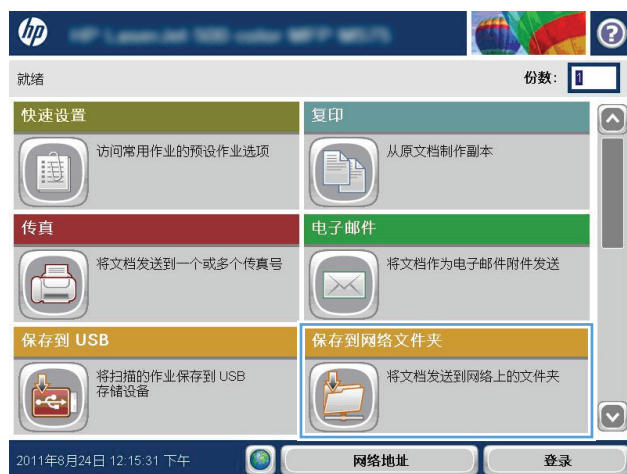 hp
就绪
份数: 1
快速设置
访问常用作业的预设作业选项
复印
从原文档制作副本
传真
将文档发送到一个或多个传真号
电子邮件
将文档作为电子邮件附件发送
保存到 USB
将扫描的作业保存到 USB
存储设备
保存到网络文件夹
将文档发送到网络上的文件夹
2011年8月24日 12:15:31 下午
网络地址
登录